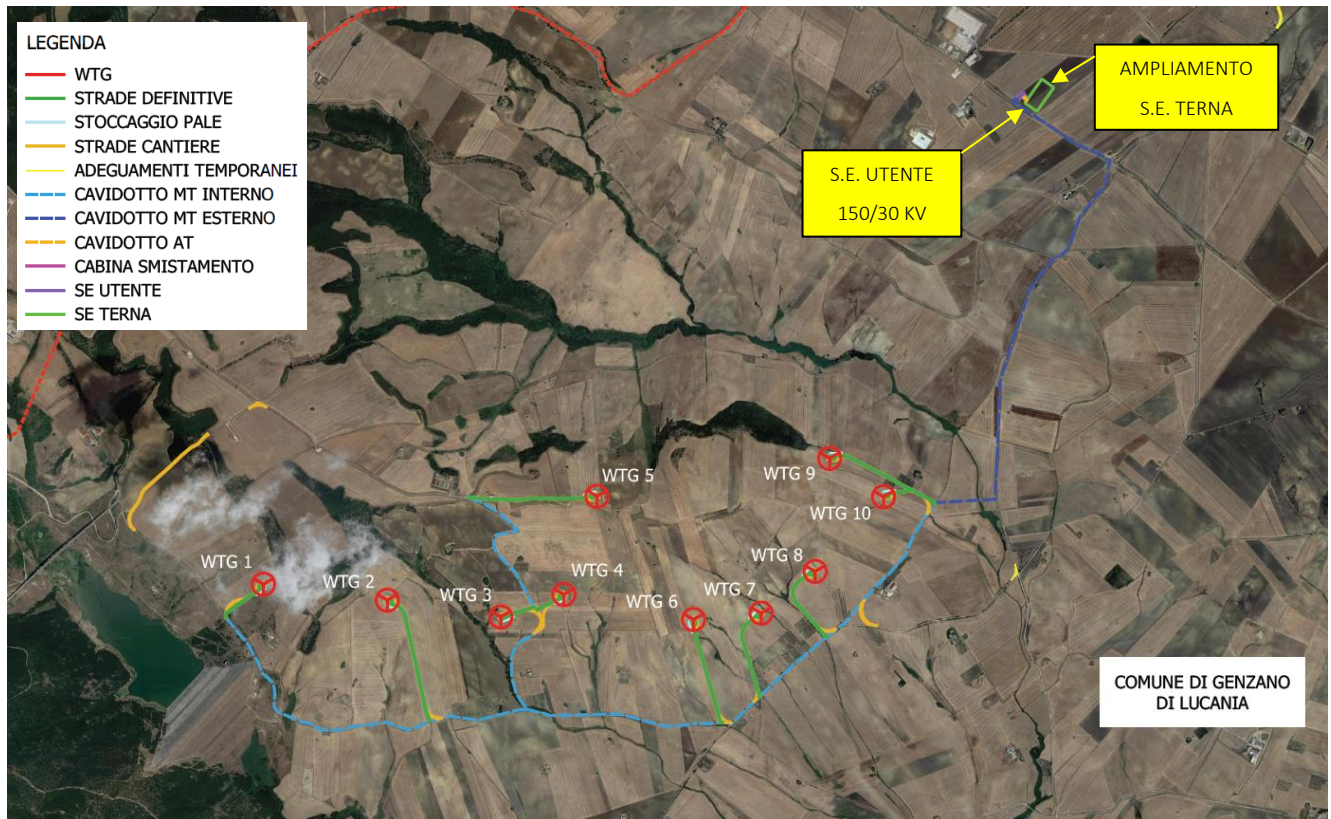 LEGENDA
WTG
STRADE DEFINITIVE
STOCCAGGIO PALE
STRADE CANTIERE
ADEGUAMENTI TEMPORANEI
CAVIDOTTO MT INTERNO
CAVIDOTTO MT ESTERNO
CAVIDOTTO AT
CABINA SMISTAMENTO
SE UTENTE
SE TERNA
AMPLIAMENTO
S.E. TERNA
S.E. UTENTE
150/30 KV
WTG 9
WTG 5
WTG 10
WTG 1
WTG 2
WTG 3
WTG 4
WTG 8
WTG 6
WTG 7
COMUNE DI GENZANO
DI LUCANIA